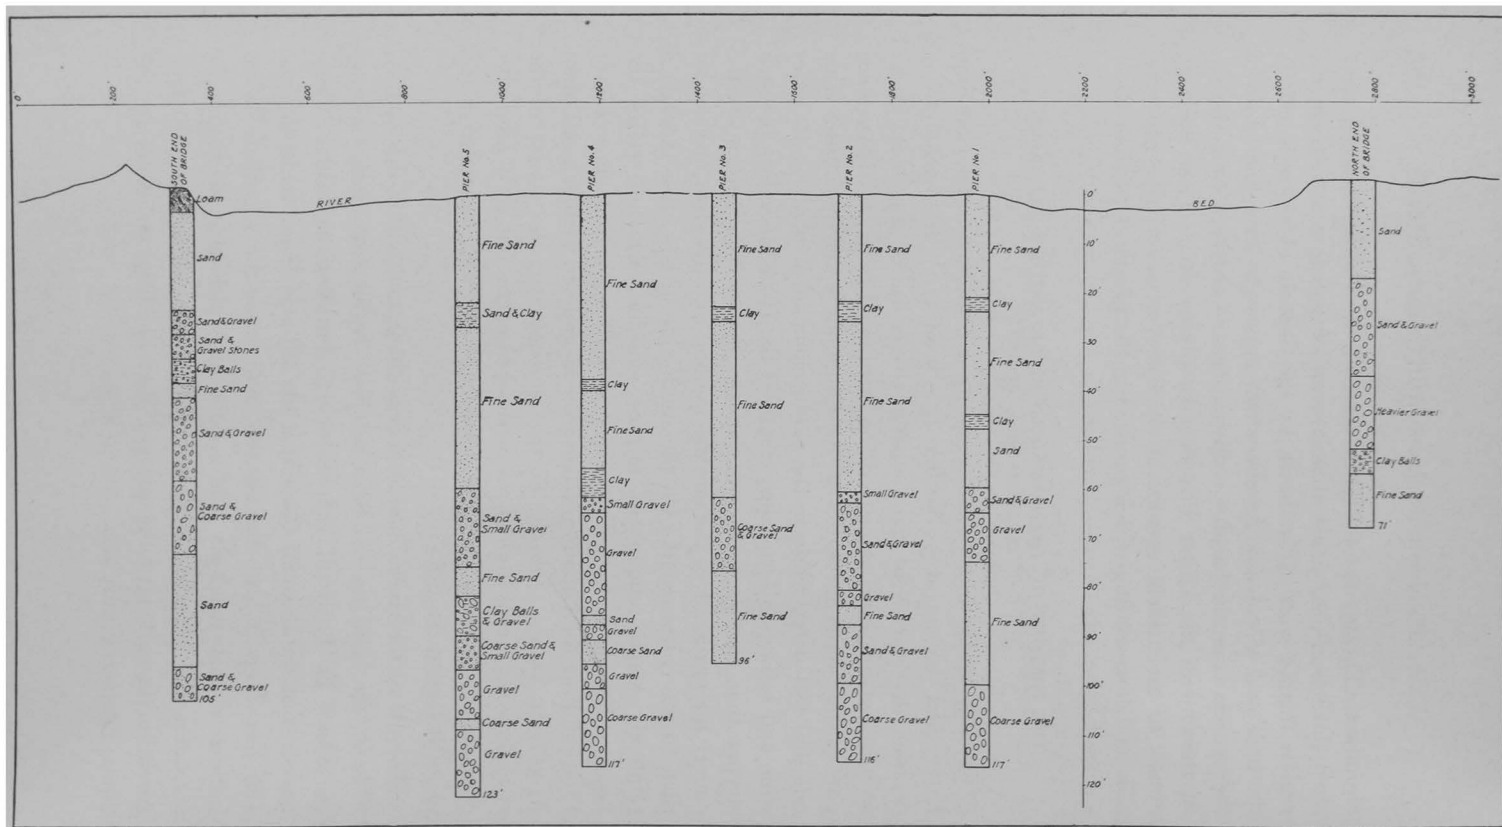 0' 200' 400' 600' 800' 1000' 1200' 1400' 1600' 1800' 2000' 2200' 2400' 2600' 2800' 3000'
SOUTH END
OF BRIDGE
Loam
Sand
Sand & Gravel
Sand &
Gravel Stones
Clay Balls
Fine Sand
Sand & Gravel
Sand &
Coarse Gravel
Sand
Sand &
Coarse Gravel
105'
RIVER
PIER No. 5
Fine Sand
Sand & Clay
Fine Sand
Sand &
Small Gravel
Fine Sand
Clay Balls
& Gravel
Coarse Sand &
Small Gravel
Gravel
Coarse Sand
Gravel
123'
PIER No. 4
Fine Sand
Clay
Fine Sand
Clay
Small Gravel
Gravel
Sand
Gravel
Coarse Sand
Gravel
Coarse Gravel
117'
PIER No. 3
Fine Sand
Clay
Fine Sand
Coarse Sand
& Gravel
Fine Sand
96'
PIER No. 2
Fine Sand
Clay
Fine Sand
Small Gravel
Sand & Gravel
Gravel
Fine Sand
Sand & Gravel
Coarse Gravel
116'
PIER No. 1
Fine Sand
Clay
Fine Sand
Clay
Sand
Sand & Gravel
Gravel
Fine Sand
Coarse Gravel
117'
0'
10'
20'
30
40'
50'
60'
70'
80'
90'
100'
110'
120'
BED
NORTH END
OF BRIDGE
Sand
Sand & Gravel
Heavier Gravel
Clay Balls
Fine Sand
71'